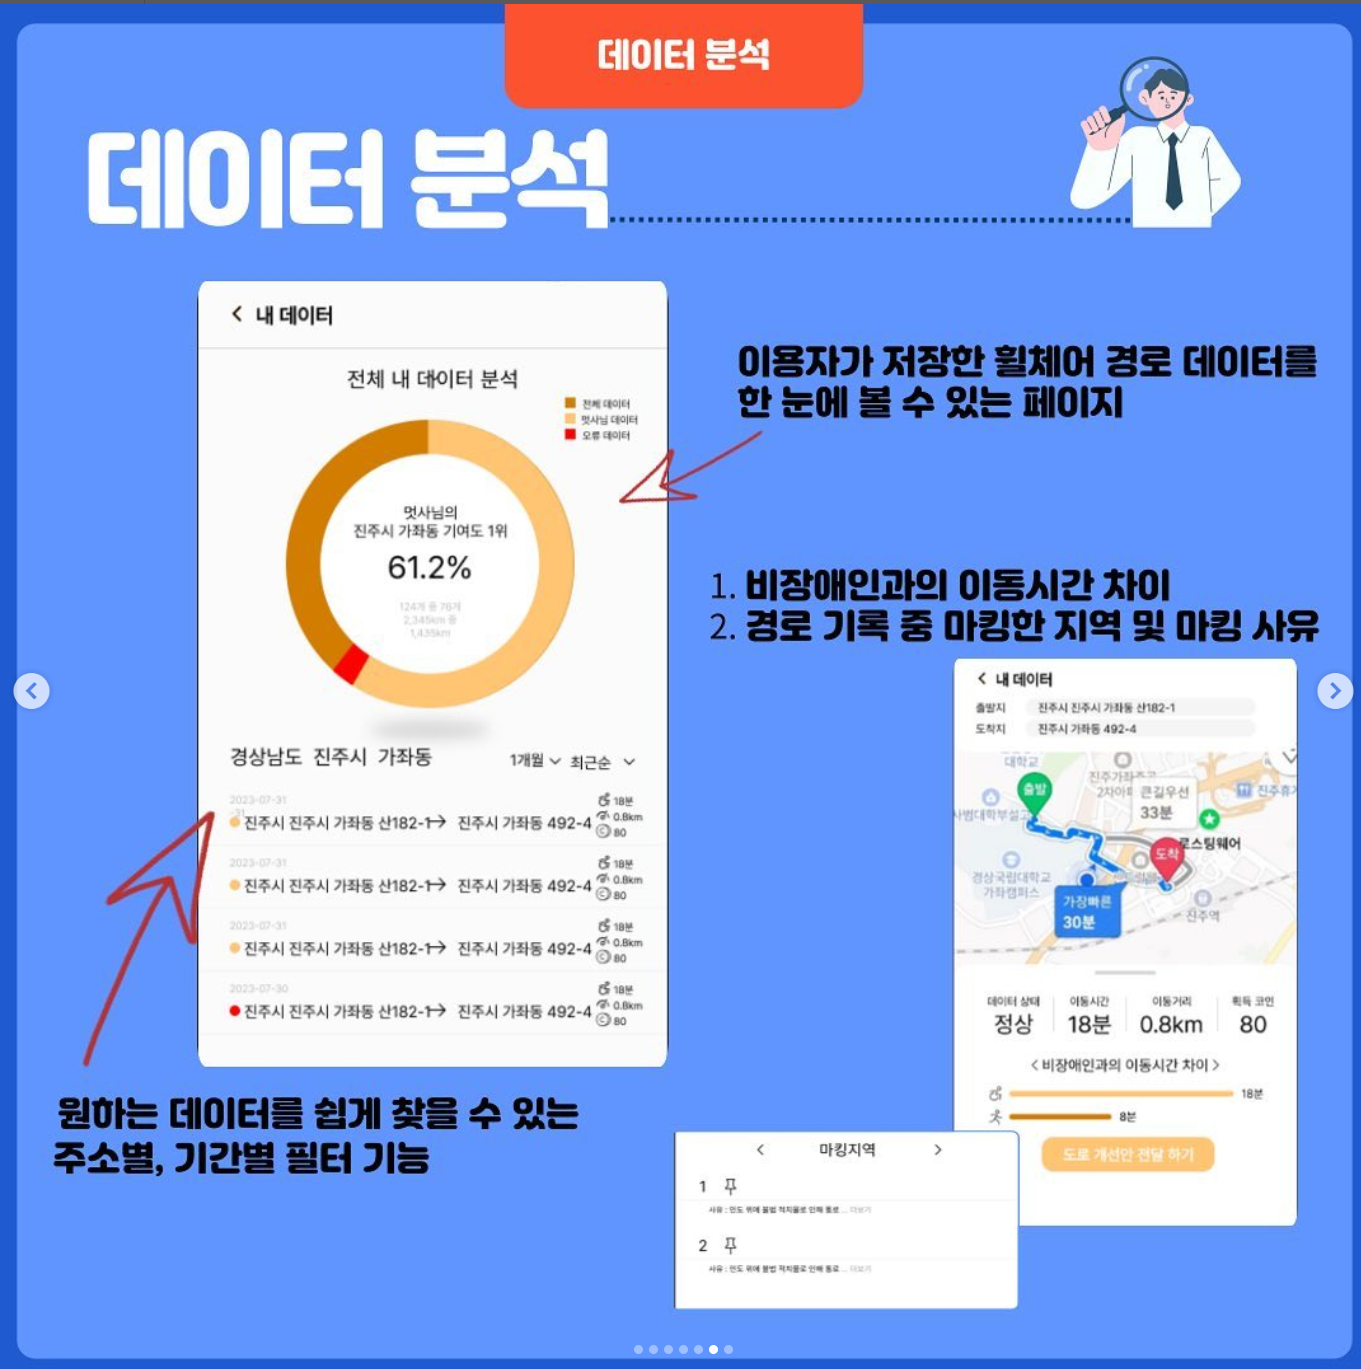 데이터 분석
데이터 분석
내 데이터
전체 내 데이터 분석
전체 데이터
멋사님 데이터
오류 데이터
멋사님의
진주시 가좌동 기여도 1위
61.2%
124개 중 76개
2,345km 중
1,435km
경상남도 진주시 가좌동
1개월 최근순
2023-07-31
-31
진주시 진주시 가좌동 산182-1→ 진주시 가좌동 492-4
18분
0.8km
80
2023-07-31
진주시 진주시 가좌동 산182-1→ 진주시 가좌동 492-4
18분
0.8km
80
2023-07-31
진주시 진주시 가좌동 산182-1→ 진주시 가좌동 492-4
18분
0.8km
80
2023-07-30
진주시 진주시 가좌동 산182-1→ 진주시 가좌동 492-4
18분
0.8km
80
이용자가 저장한 휠체어 경로 데이터를
한 눈에 볼 수 있는 페이지
1. 비장애인과의 이동시간 차이
2. 경로 기록 중 마킹한 지역 및 마킹 사유
내 데이터
출발지 진주시 진주시 가좌동 산182-1
도착지 진주시 가좌동 492-4
대학교
출발
진주가좌
2차아파
큰길우선
33분
진주휴
사범대학부설고
로스팅웨어
도착
경상국립대학교
가좌캠퍼스
가장빠른
30분
진주역
데이터 상태 이동시간 이동거리 획득 코인
정상 18분 0.8km 80
<비장애인과의 이동시간 차이>
18분
8분
도로 개선안 전달 하기
마킹지역
1
사유 : 인도 위에 불법 적치물로 인해 통로 ... 더보기
2
사유 : 인도 위에 불법 적치물로 인해 통로 ... 더보기
원하는 데이터를 쉽게 찾을 수 있는
주소별, 기간별 필터 기능